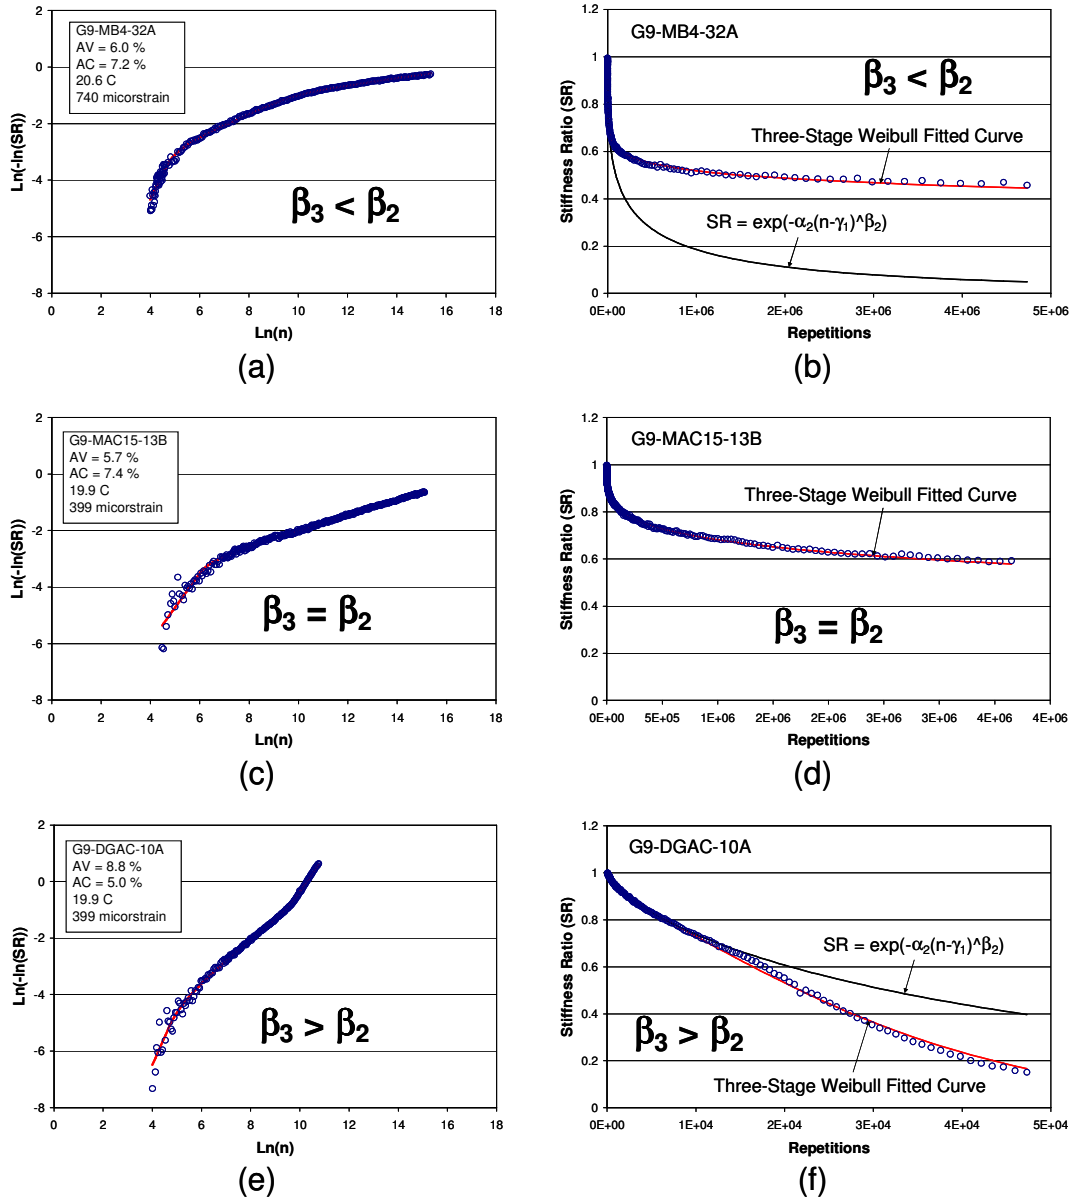 G9-MB4-32A
AV = 6.0 %
AC = 7.2 %
20.6 C
740 micorstrain
2
0
-2
-4
-6
-8
Ln(-ln(SR))
β3 < β2
0 2 4 6 8 10 12 14 16 18
Ln(n)
(a)
G9-MB4-32A
β3 < β2
Three-Stage Weibull Fitted Curve
SR = exp(-α2(n-γ1)^β2)
1.2
1
0.8
0.6
0.4
0.2
0
Stiffness Ratio (SR)
0E+00 1E+06 2E+06 3E+06 4E+06 5E+06
Repetitions
(b)
G9-MAC15-13B
AV = 5.7 %
AC = 7.4 %
19.9 C
399 micorstrain
2
0
-2
-4
-6
-8
Ln(-ln(SR))
β3 = β2
0 2 4 6 8 10 12 14 16 18
Ln(n)
(c)
G9-MAC15-13B
Three-Stage Weibull Fitted Curve
β3 = β2
1.2
1
0.8
0.6
0.4
0.2
0
Stiffness Ratio (SR)
0E+00 5E+05 1E+06 2E+06 2E+06 3E+06 3E+06 4E+06 4E+06
Repetitions
(d)
G9-DGAC-10A
AV = 8.8 %
AC = 5.0 %
19.9 C
399 micorstrain
2
0
-2
-4
-6
-8
Ln(-ln(SR))
β3 > β2
0 2 4 6 8 10 12 14 16 18
Ln(n)
(e)
G9-DGAC-10A
SR = exp(-α2(n-γ1)^β2)
β3 > β2
Three-Stage Weibull Fitted Curve
1.2
1
0.8
0.6
0.4
0.2
0
Stiffness Ratio (SR)
0E+00 1E+04 2E+04 3E+04 4E+04 5E+04
Repetitions
(f)